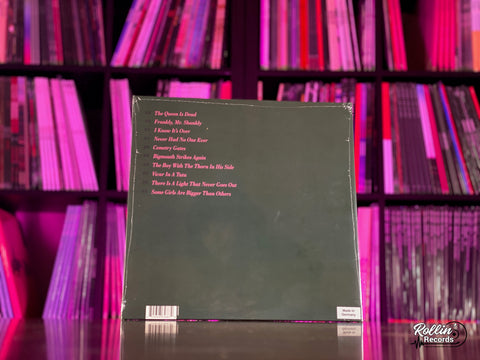 The Queen Is Dead
Frankly, Mr. Shankly
I Know It's Over
Never Had No One Ever
Cemetry Gates
Bigmouth Strikes Again
The Boy With The Thorn In His Side
Vicar In A Tutu
There Is A Light That Never Goes Out
Some Girls Are Bigger Than Others
Made in
Germany
Rollin'
Records